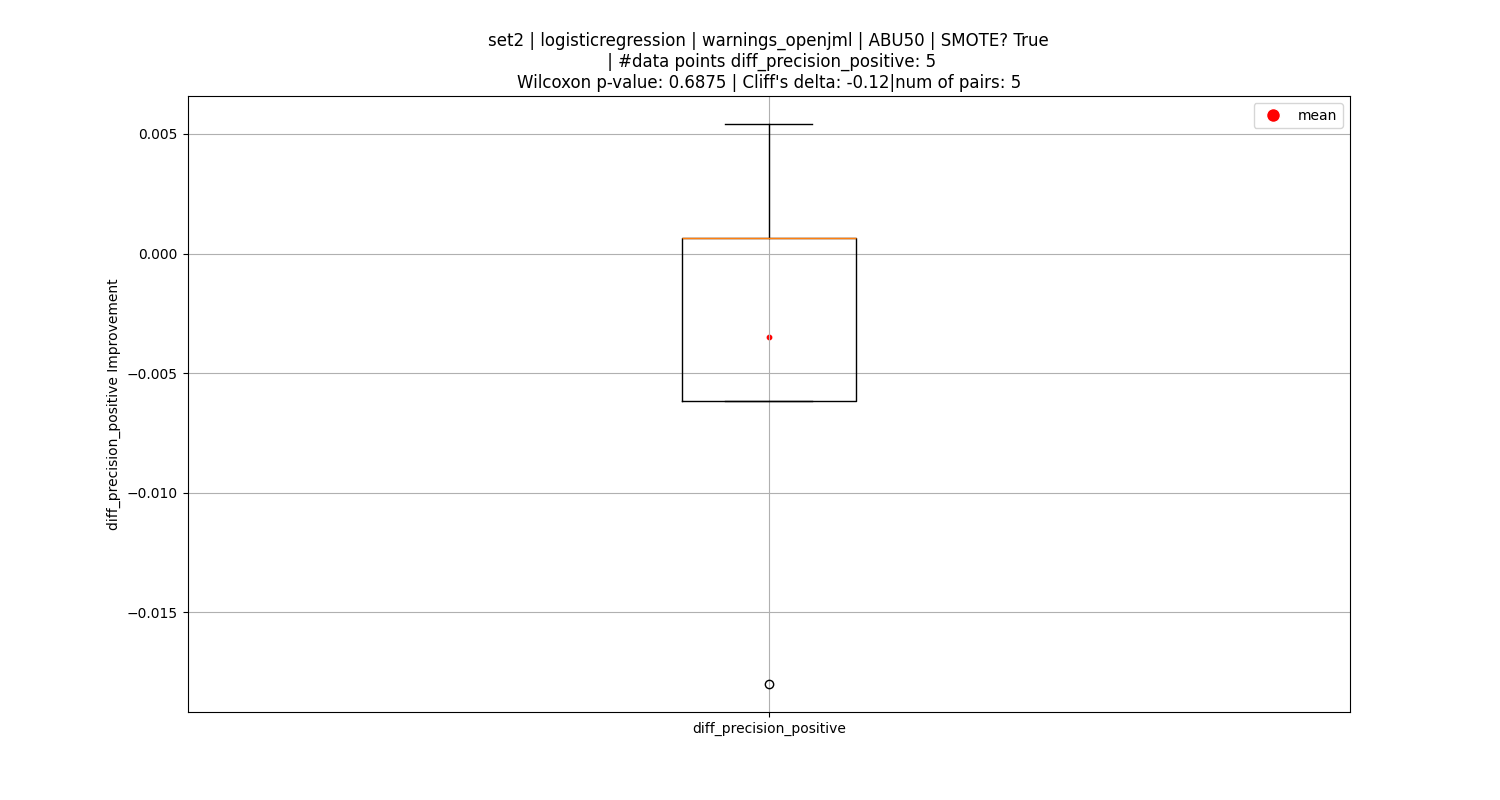 set2 | logisticregression | warnings_openjml | ABU50 | SMOTE? True
| #data points diff_precision_positive: 5
Wilcoxon p-value: 0.6875 | Cliff's delta: -0.12|num of pairs: 5
mean
0.005
0.000
−0.005
−0.010
−0.015
diff_precision_positive Improvement
diff_precision_positive